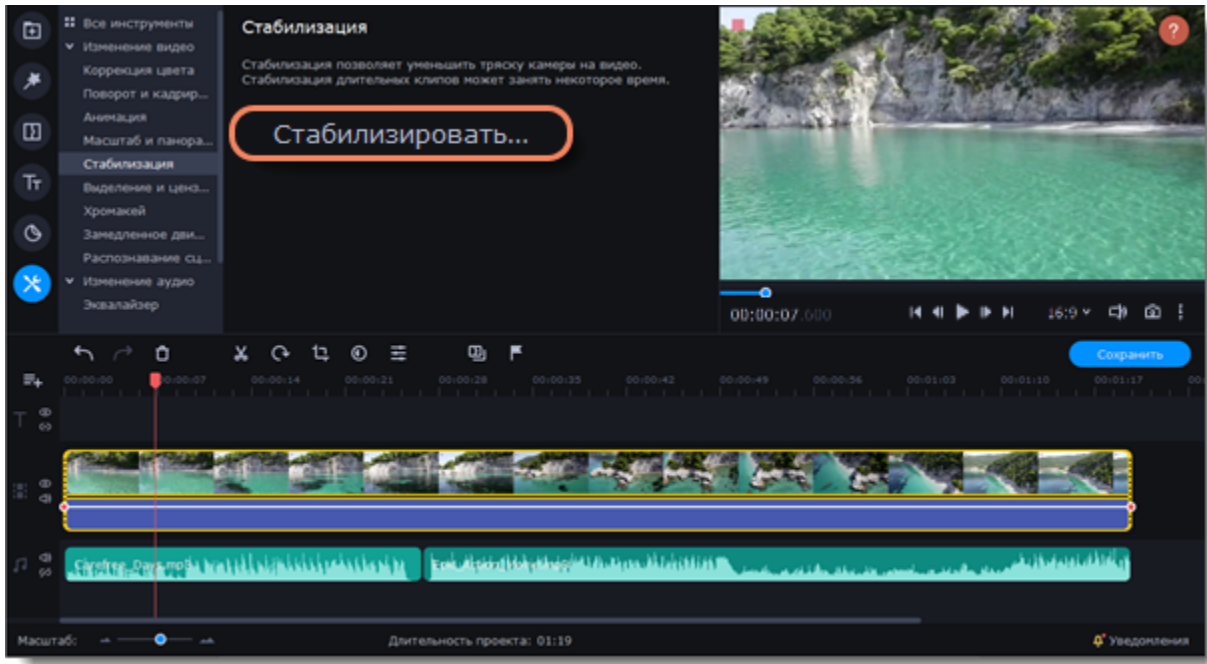 Все инструменты
Изменение видео
Коррекция цвета
Поворот и кадрир...
Анимация
Масштаб и панора...
Стабилизация
Выделение и ценз...
Хромакей
Замедленное дви...
Распознавание сц...
Изменение аудио
Эквалайзер
Стабилизация
Стабилизация позволяет уменьшить тряску камеры на видео.
Стабилизация длительных клипов может занять некоторое время.
Стабилизировать...
?
00:00:07.600
16:9
Сохранить
00:00:00 00:00:07 00:00:14 00:00:21 00:00:28 00:00:35 00:00:42 00:00:49 00:00:56 00:01:03 00:01:10 00:01:17 00:
Carefree_Days.mp3
Масштаб:
Длительность проекта: 01:19
Уведомления